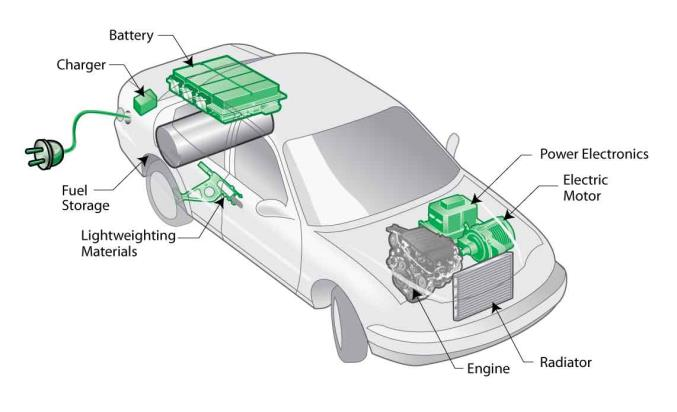 Battery
Charger
Fuel
Storage
Lightweighting
Materials
Power Electronics
Electric
Motor
Engine
Radiator